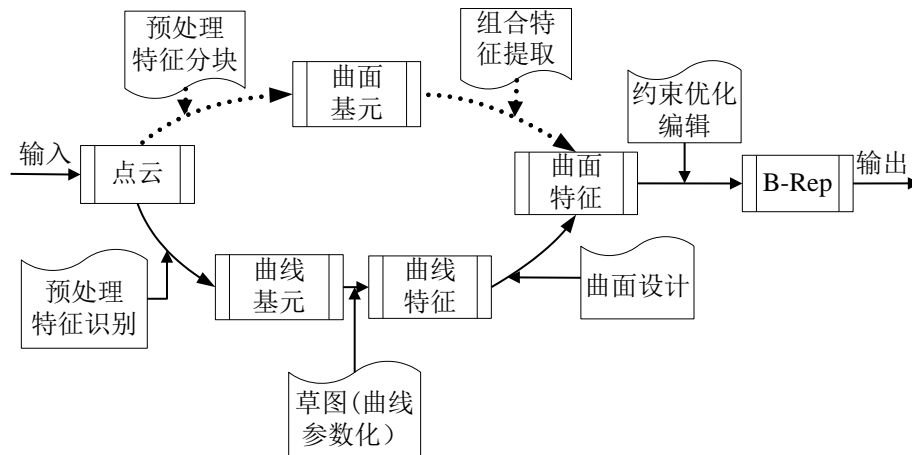 预处理
特征分块
组合特
征提取
曲面
基元
约束优化
编辑
输入
点云
曲面
特征
B-Rep
输出
预处理
特征识别
曲线
基元
曲线
特征
曲面设计
草图(曲线
参数化）